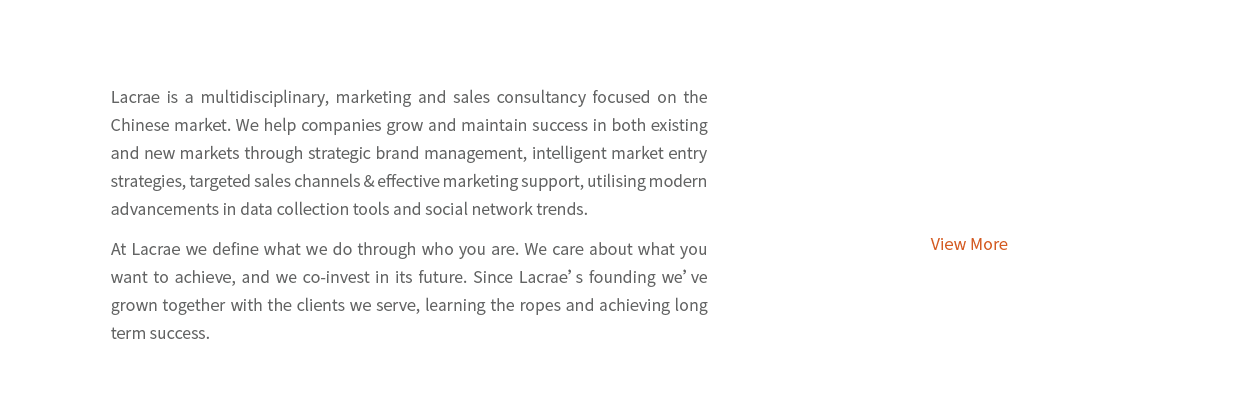 Lacrae is a multidisciplinary, marketing and sales consultancy focused on the
Chinese market. We help companies grow and maintain success in both existing
and new markets through strategic brand management, intelligent market entry
strategies, targeted sales channels & effective marketing support, utilising modern
advancements in data collection tools and social network trends.
At Lacrae we define what we do through who you are. We care about what you
want to achieve, and we co-invest in its future. Since Lacrae’s founding we’ve
grown together with the clients we serve, learning the ropes and achieving long
term success.
View More